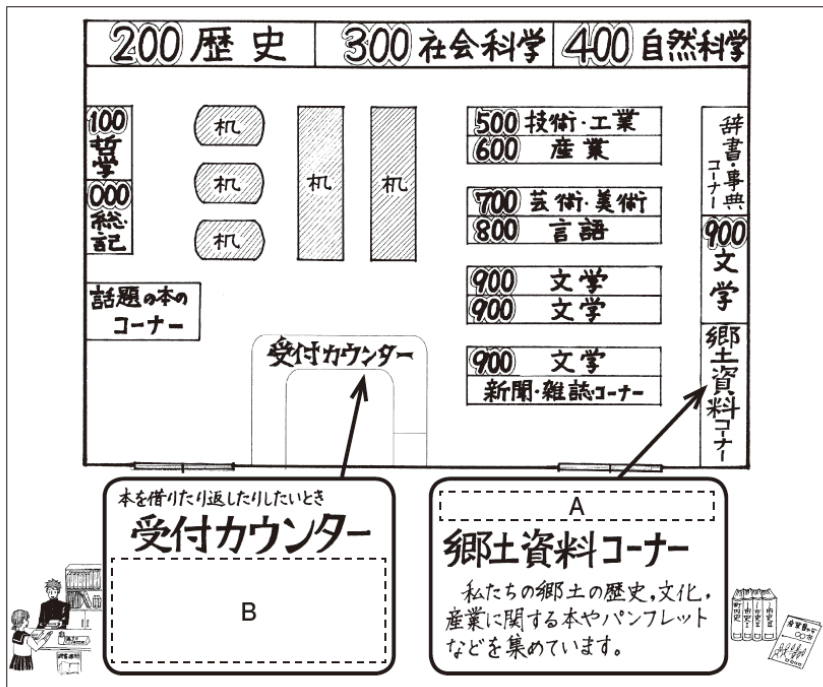 200 歴史
300 社会科学
400 自然科学
100 哲学
000 総記
話題の本の
コーナー
机
机
机
机
机
500 技術・工業
600 産業
700 芸術・美術
800 言語
900 文学
900 文学
900 文学
新聞・雑誌コーナー
辞書・事典
コーナー
900 文学
郷土資料コーナー
受付カウンター
本を借りたり返したりしたいとき
受付カウンター
B
A
郷土資料コーナー
私たちの郷土の歴史,文化,
産業に関する本やパンフレット
などを集めています。